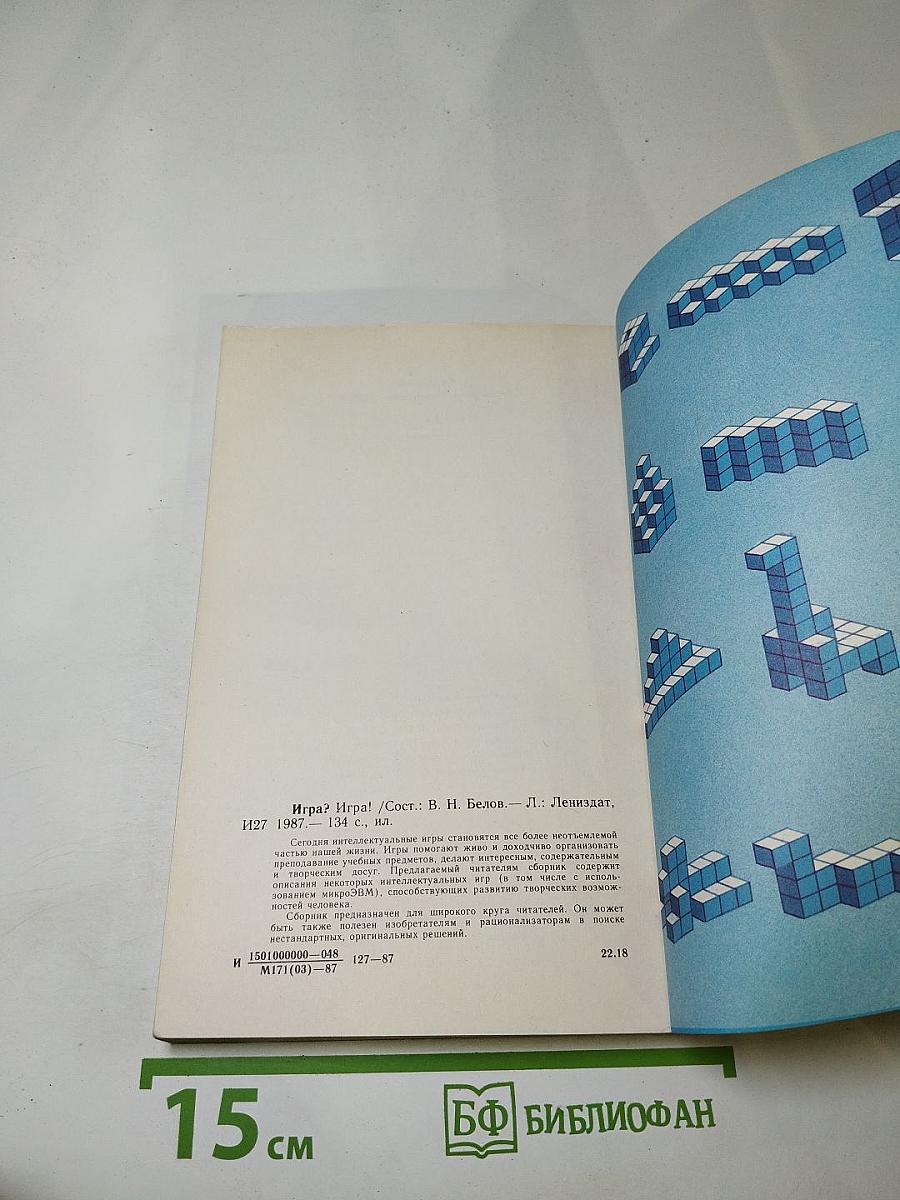 Игра? Игра! /Сост.: В. Н. Белов.— Л.: Лениздат,
И27 1987.— 134 с., ил.
Сегодня интеллектуальные игры становятся все более неотъемлемой
частью нашей жизни. Игры помогают живо и доходчиво организовать
преподавание учебных предметов, делают интересным, содержательным
и творческим досуг. Предлагаемый читателям сборник содержит
описания некоторых интеллектуальных игр (в том числе с исполь-
зованием микроЭВМ), способствующих развитию творческих возмож-
ностей человека.
Сборник предназначен для широкого круга читателей. Он может
быть также полезен изобретателям и рационализаторам в поиске
нестандартных, оригинальных решений.
И 1501000000—048 127—87 22.18
М171(03)—87
15 см БФ БИБЛИОФАН